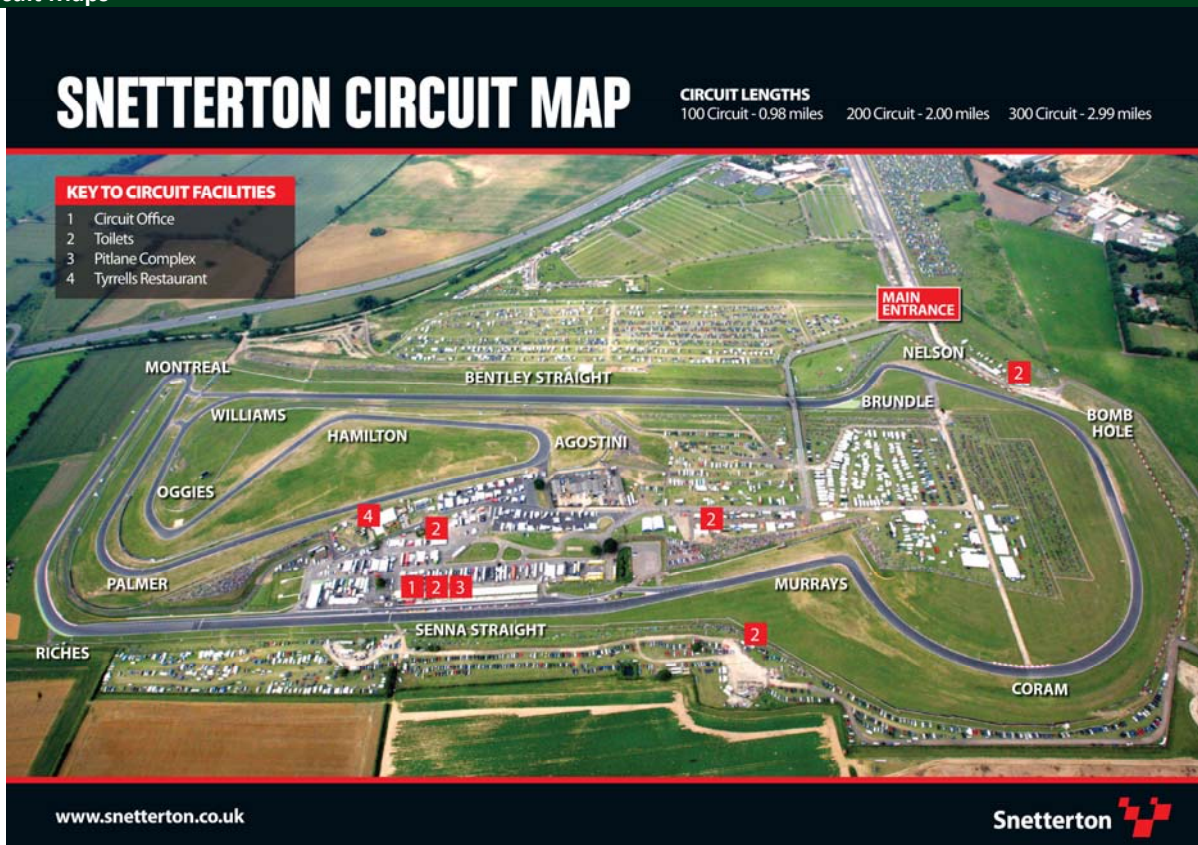 SNETTERTON CIRCUIT MAP
CIRCUIT LENGTHS
100 Circuit - 0.98 miles 200 Circuit - 2.00 miles 300 Circuit - 2.99 miles
KEY TO CIRCUIT FACILITIES
1 Circuit Office
2 Toilets
3 Pitlane Complex
4 Tyrrells Restaurant
MAIN
ENTRANCE
NELSON
2
MONTREAL
BENTLEY STRAIGHT
BRUNDLE
BOMB
HOLE
WILLIAMS
HAMILTON
AGOSTINI
OGGIES
4
2
2
PALMER
1 2 3
MURRAYS
SENNA STRAIGHT
2
RICHES
CORAM
www.snetterton.co.uk
Snetterton